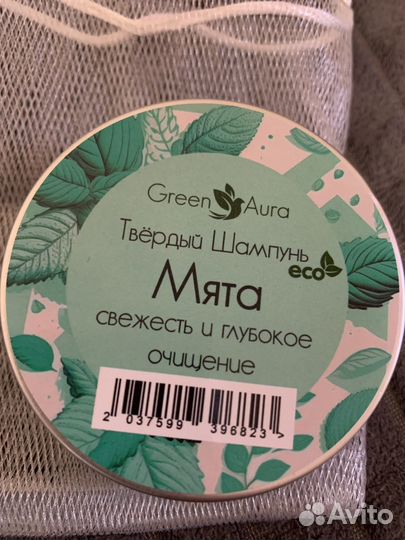 Green Aura
Твёрдый Шампунь
eco
Мята
свежесть и глубокое
очищение
2 037599 396823 >
Avito